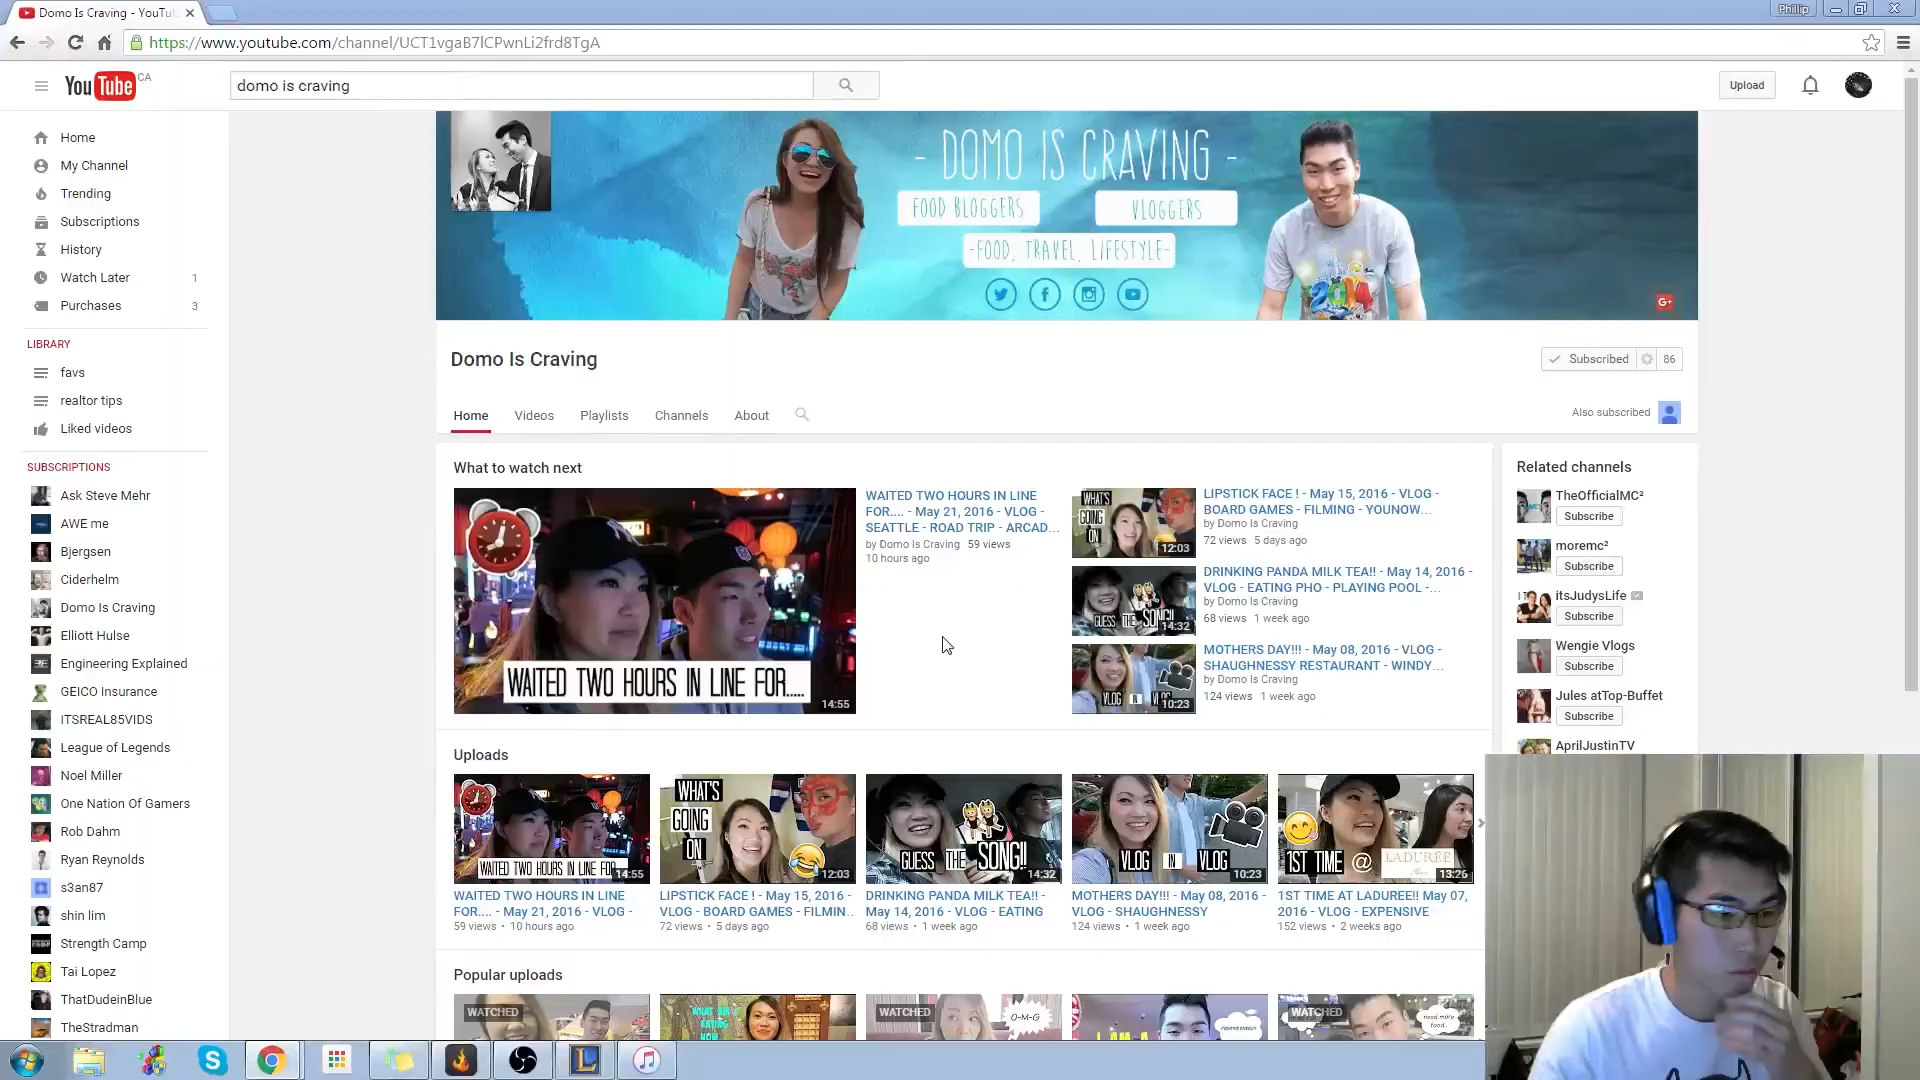 Domo Is Craving - YouTu
Phillip
https://www.youtube.com/channel/UCT1vgaB7lCPwnLi2frd8TgA
YouTube CA
domo is craving
Upload
Home
My Channel
Trending
Subscriptions
History
Watch Later 1
Purchases 3
LIBRARY
favs
realtor tips
Liked videos
SUBSCRIPTIONS
Ask Steve Mehr
AWE me
Bjergsen
Ciderhelm
Domo Is Craving
Elliott Hulse
Engineering Explained
GEICO Insurance
ITSREAL85VIDS
League of Legends
Noel Miller
One Nation Of Gamers
Rob Dahm
Ryan Reynolds
s3an87
shin lim
Strength Camp
Tai Lopez
ThatDudeinBlue
TheStradman
- DOMO IS CRAVING -
FOOD BLOGGERS
VLOGGERS
-FOOD, TRAVEL, LIFESTYLE-
2014
G+
Domo Is Craving
Subscribed 86
Home Videos Playlists Channels About
Also subscribed
What to watch next
WAITED TWO HOURS IN LINE FOR.....
14:55
WAITED TWO HOURS IN LINE
FOR.... - May 21, 2016 - VLOG -
SEATTLE - ROAD TRIP - ARCAD...
by Domo Is Craving 59 views
10 hours ago
WHAT'S
GOING
ON
12:03
LIPSTICK FACE ! - May 15, 2016 - VLOG -
BOARD GAMES - FILMING - YOUNOW...
by Domo Is Craving
72 views 5 days ago
GUESS THE SONG!!
14:32
DRINKING PANDA MILK TEA!! - May 14, 2016 -
VLOG - EATING PHO - PLAYING POOL -...
by Domo Is Craving
68 views 1 week ago
VLOG IN VLOG
10:23
MOTHERS DAY!!! - May 08, 2016 - VLOG -
SHAUGHNESSY RESTAURANT - WINDY...
by Domo Is Craving
124 views 1 week ago
Related channels
TheOfficialMC²
Subscribe
moremc²
Subscribe
itsJudysLife
Subscribe
Wengie Vlogs
Subscribe
Jules atTop-Buffet
Subscribe
AprilJustinTV
Uploads
WAITED TWO HOURS IN LINE FOR
14:55
WAITED TWO HOURS IN LINE
FOR.... - May 21, 2016 - VLOG -
59 views • 10 hours ago
WHAT'S
GOING
ON
12:03
LIPSTICK FACE ! - May 15, 2016 -
VLOG - BOARD GAMES - FILMIN..
72 views • 5 days ago
GUESS THE SONG!!
14:32
DRINKING PANDA MILK TEA!! -
May 14, 2016 - VLOG - EATING
68 views • 1 week ago
VLOG IN VLOG
10:23
MOTHERS DAY!!! - May 08, 2016 -
VLOG - SHAUGHNESSY
124 views • 1 week ago
1ST TIME @ LADURÉE
13:26
1ST TIME AT LADUREE!! May 07,
2016 - VLOG - EXPENSIVE
152 views • 2 weeks ago
Popular uploads
WATCHED
WHAT AM I
EATING
NOW
WATCHED
O-M-G
I AM A
WATCHED
need more
food..